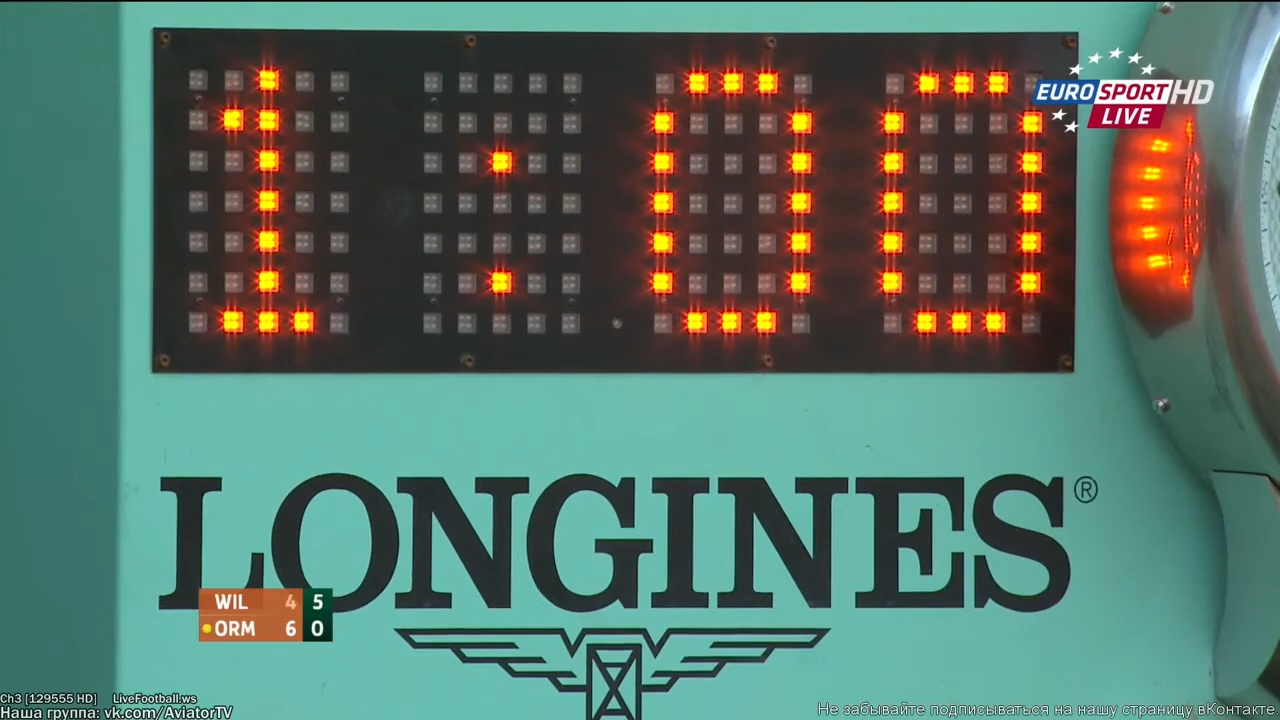 1:00
EUROSPORT HD
LIVE
LONGINES®
WIL 4 5
ORM 6 0
Ch3 [129555 HD] LiveFootball.ws
Наша группа: vk.com/AviatorTV
Не забывайте подписываться на нашу страницу вКонтакте